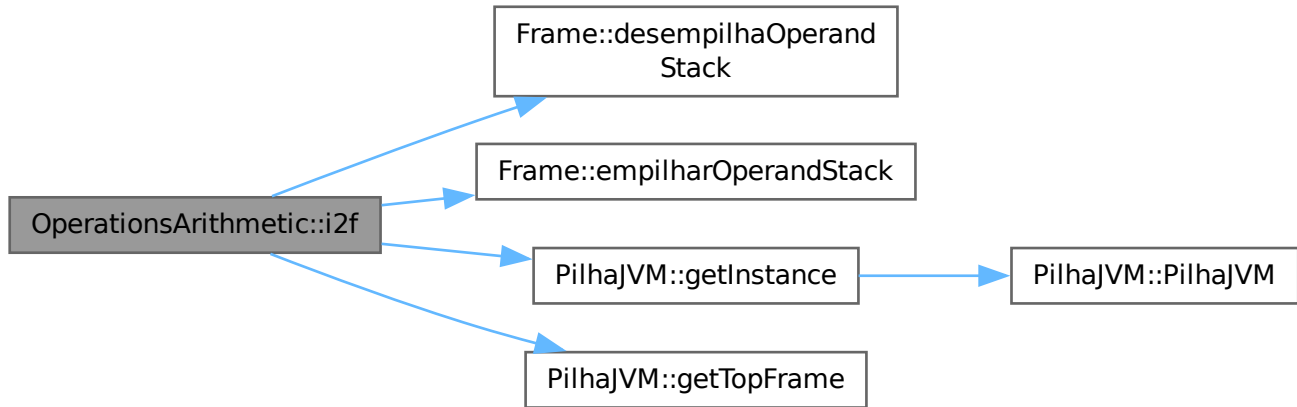 Frame::desempilhaOperand
Stack
Frame::empilharOperandStack
OperationsArithmetic::i2f
PilhaJVM::getInstance
PilhaJVM::PilhaJVM
PilhaJVM::getTopFrame